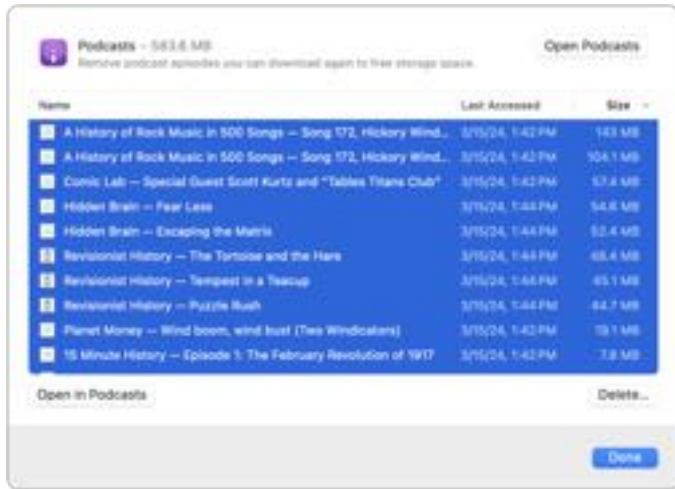 Podcasts – 583.6 MB
Remove podcast episodes you can download again to free storage space.
Open Podcasts
Name Last Accessed Size
A History of Rock Music in 500 Songs — Song 172, Hickory Wind... 3/15/24, 1:42 PM 143 MB
A History of Rock Music in 500 Songs — Song 172, Hickory Wind... 3/15/24, 1:42 PM 104.1 MB
Comic Lab — Special Guest Scott Kurtz and "Tables Titans Club" 3/15/24, 1:42 PM 57.4 MB
Hidden Brain — Fear Less 3/15/24, 1:44 PM 54.6 MB
Hidden Brain — Escaping the Matrix 3/15/24, 1:44 PM 52.4 MB
Revisionist History — The Tortoise and the Hare 3/15/24, 1:44 PM 48.4 MB
Revisionist History — Tempest in a Teacup 3/15/24, 1:44 PM 45.1 MB
Revisionist History — Puzzle Rush 3/15/24, 1:44 PM 44.7 MB
Planet Money — Wind boom, wind bust (Two Windicators) 3/15/24, 1:42 PM 19.1 MB
15 Minute History — Episode 1: The February Revolution of 1917 3/15/24, 1:42 PM 7.8 MB
Open in Podcasts Delete...
Done